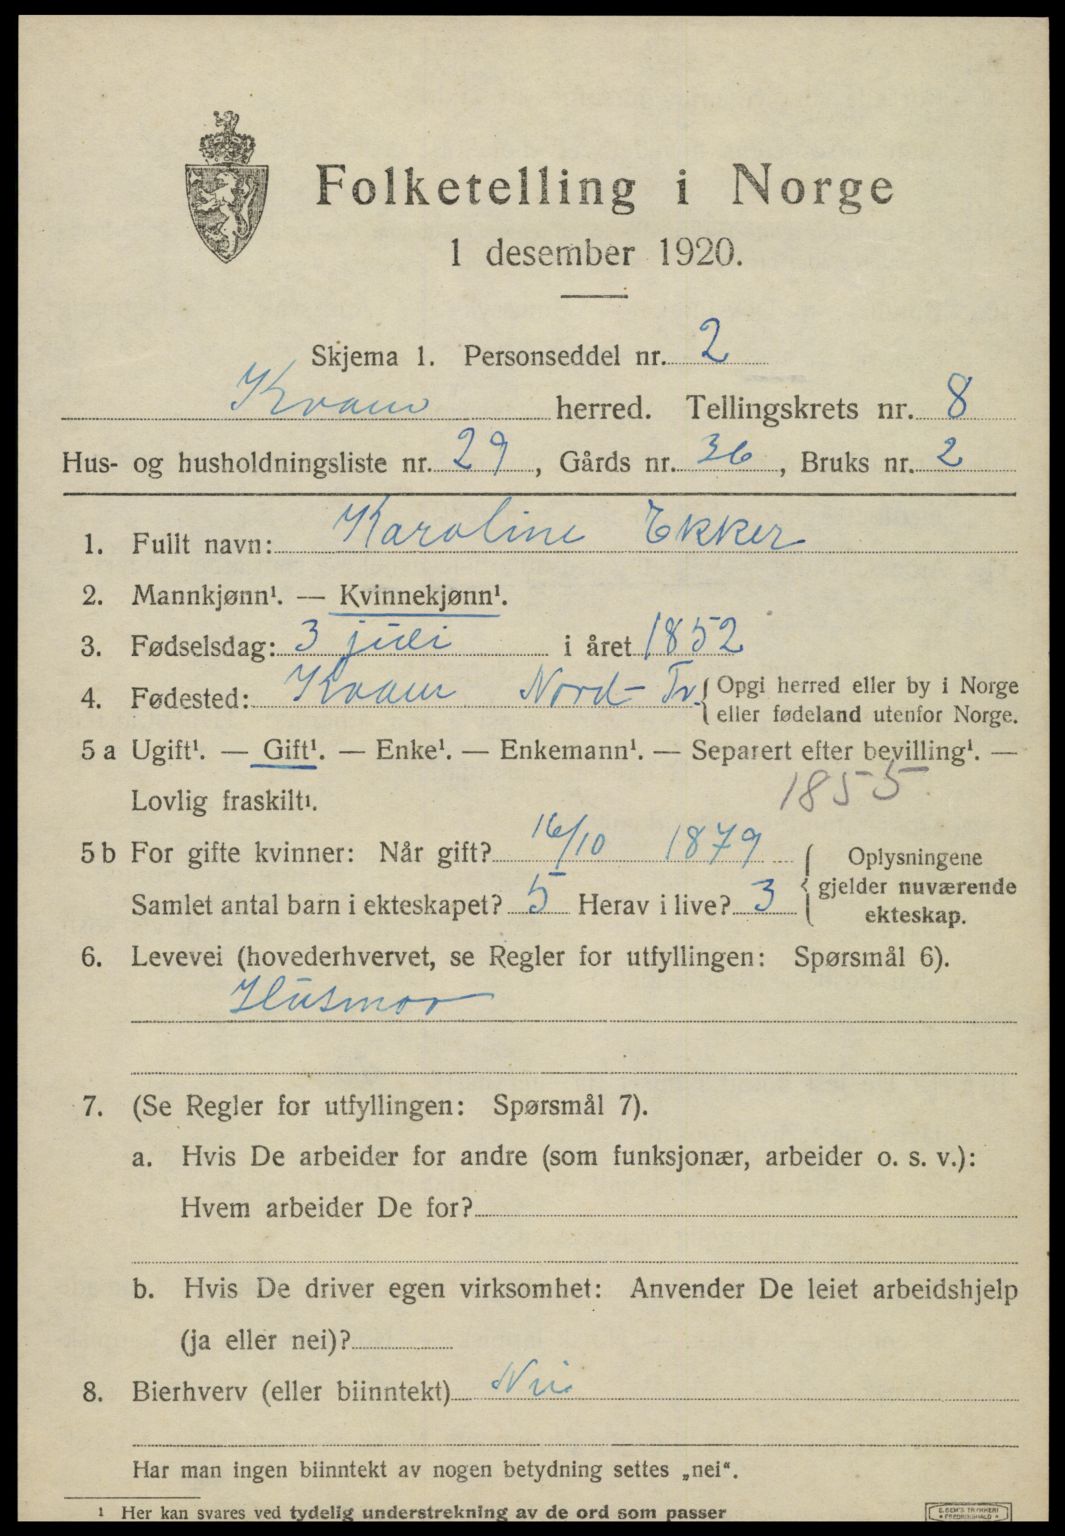 Folketelling i Norge
1 desember 1920.
Skjema 1. Personseddel nr. 2
Kvam herred. Tellingskrets nr. 8
Hus- og husholdningsliste nr. 29, Gårds nr. 36, Bruks nr. 2
1. Fullt navn: Karoline Ekker
2. Mannkjønn¹. — Kvinnekjønn¹.
3. Fødselsdag: 3 juli i året 1852
4. Fødested: Kvam Nord-Tr. { Opgi herred eller by i Norge
eller fødeland utenfor Norge.
5 a Ugift¹. — Gift¹. — Enke¹. — Enkemann¹. — Separert efter bevilling¹. —
Lovlig fraskilt¹. 1855
5 b For gifte kvinner: Når gift? 16/10 1879 { Oplysningene
gjelder nuværende
Samlet antal barn i ekteskapet? 5 Herav i live? 3 ekteskap.
6. Levevei (hovederhvervet, se Regler for utfyllingen: Spørsmål 6).
Husmor
7. (Se Regler for utfyllingen: Spørsmål 7).
a. Hvis De arbeider for andre (som funksjonær, arbeider o. s. v.):
Hvem arbeider De for?
b. Hvis De driver egen virksomhet: Anvender De leiet arbeidshjelp
(ja eller nei)?
8. Bierhverv (eller biinntekt) Nei
Har man ingen biinntekt av nogen betydning settes „nei“.
¹ Her kan svares ved tydelig understrekning av de ord som passer